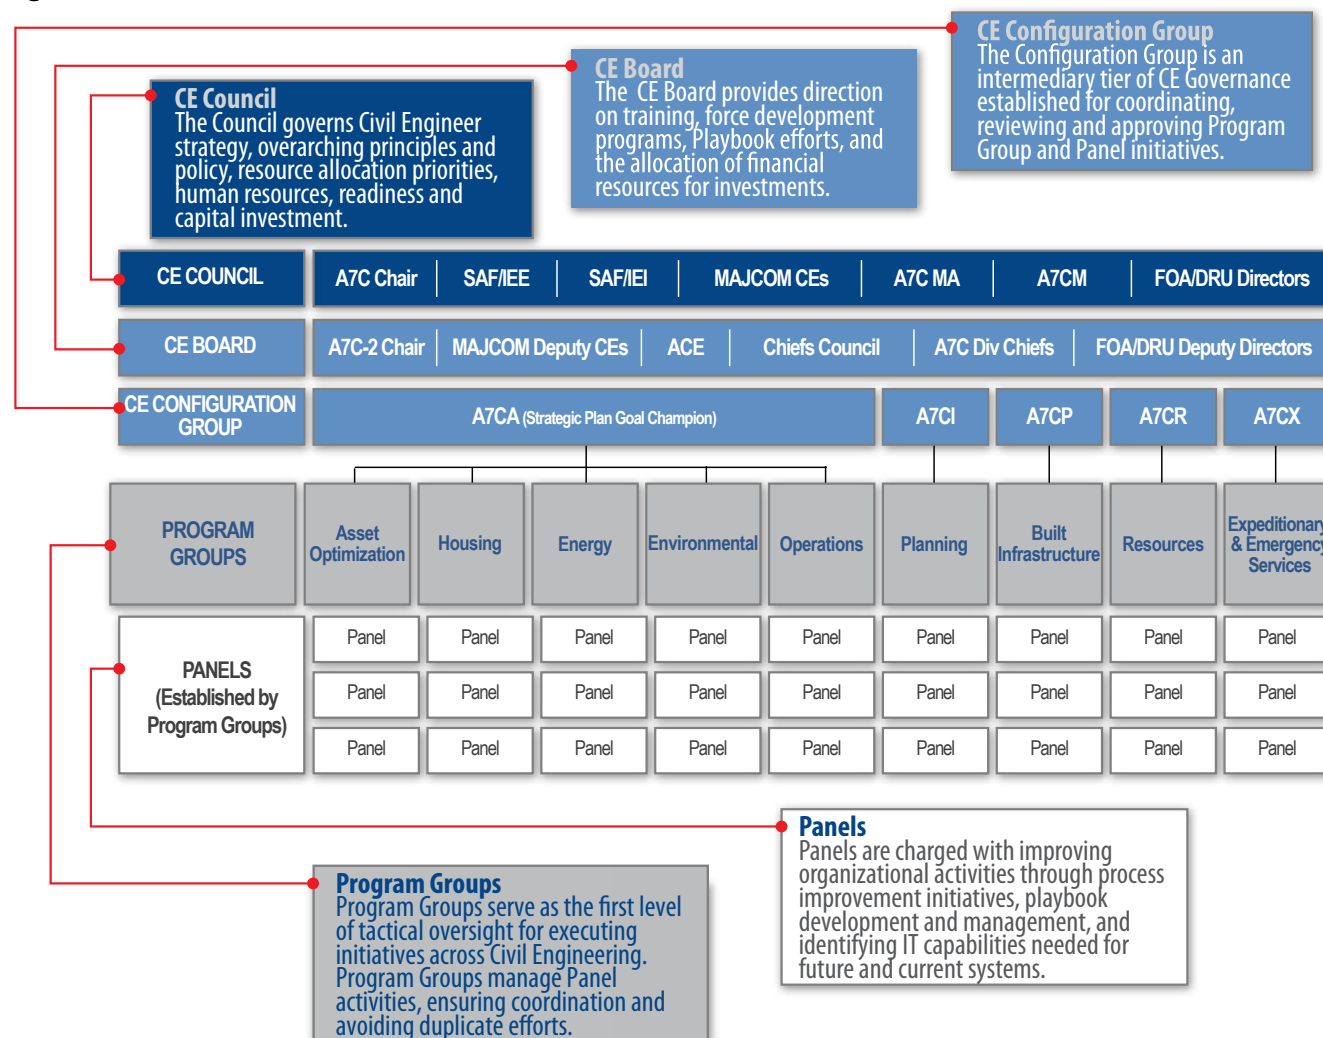 CE Configuration Group
The Configuration Group is an
intermediary tier of CE Governance
established for coordinating,
reviewing and approving Program
Group and Panel initiatives.
CE Board
The CE Board provides direction
on training, force development
programs, Playbook efforts, and
the allocation of financial
resources for investments.
CE Council
The Council governs Civil Engineer
strategy, overarching principles and
policy, resource allocation priorities,
human resources, readiness and
capital investment.
CE COUNCIL
A7C Chair
SAF/IEE
SAF/IEI
MAJCOM CEs
A7C MA
A7CM
FOA/DRU Directors
CE BOARD
A7C-2 Chair
MAJCOM Deputy CEs
ACE
Chiefs Council
A7C Div Chiefs
FOA/DRU Deputy Directors
CE CONFIGURATION
GROUP
A7CA (Strategic Plan Goal Champion)
A7CI
A7CP
A7CR
A7CX
PROGRAM
GROUPS
Asset
Optimization
Housing
Energy
Environmental
Operations
Planning
Built
Infrastructure
Resources
Expeditionary
& Emergency
Services
PANELS
(Established by
Program Groups)
Panel Panel Panel Panel Panel Panel Panel Panel Panel
Panel Panel Panel Panel Panel Panel Panel Panel Panel
Panel Panel Panel Panel Panel Panel Panel Panel Panel
Panels
Panels are charged with improving
organizational activities through process
improvement initiatives, playbook
development and management, and
identifying IT capabilities needed for
future and current systems.
Program Groups
Program Groups serve as the first level
of tactical oversight for executing
initiatives across Civil Engineering.
Program Groups manage Panel
activities, ensuring coordination and
avoiding duplicate efforts.